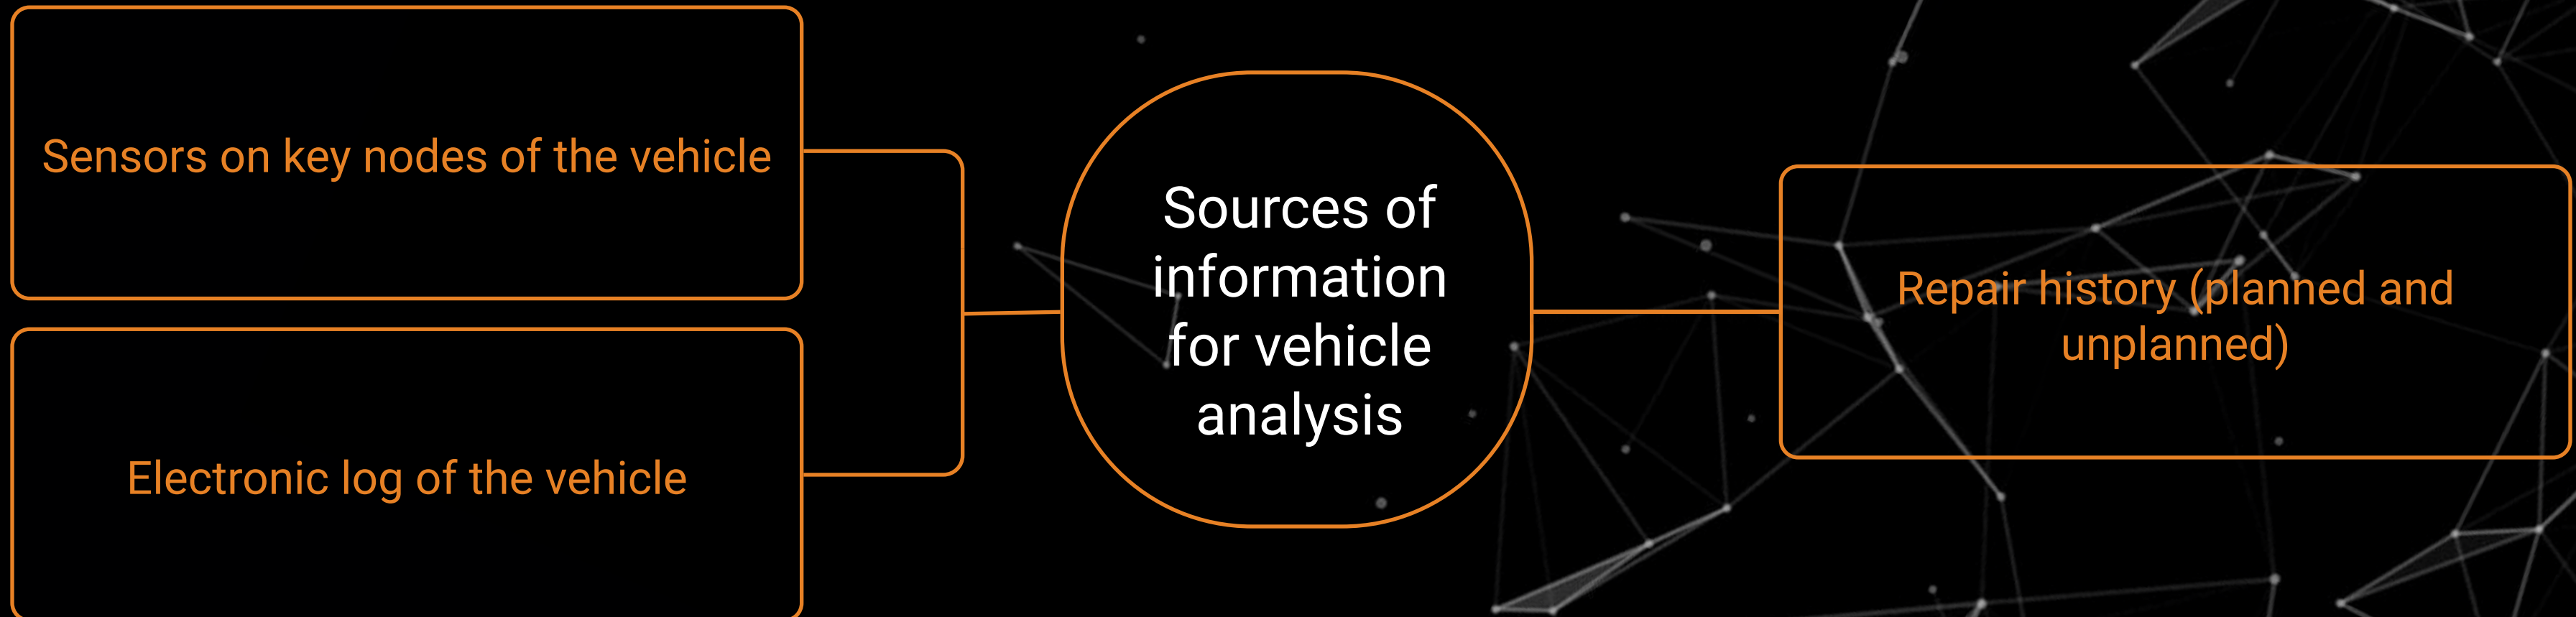 Sensors on key nodes of the vehicle
Electronic log of the vehicle
Sources of
information
for vehicle
analysis
Repair history (planned and
unplanned)